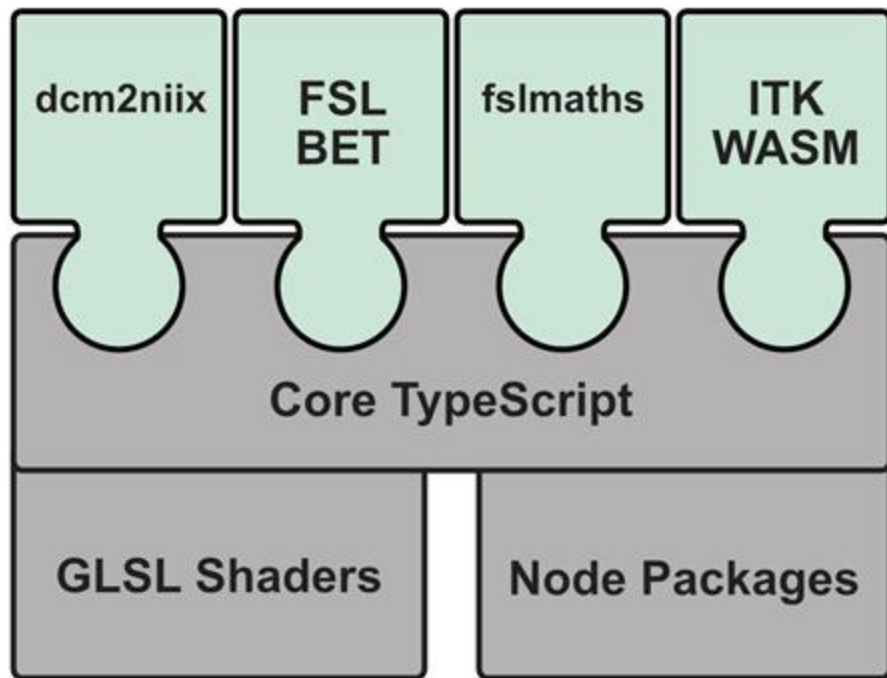 dcm2niix
FSL
BET
fslmaths
ITK
WASM
Core TypeScript
GLSL Shaders
Node Packages